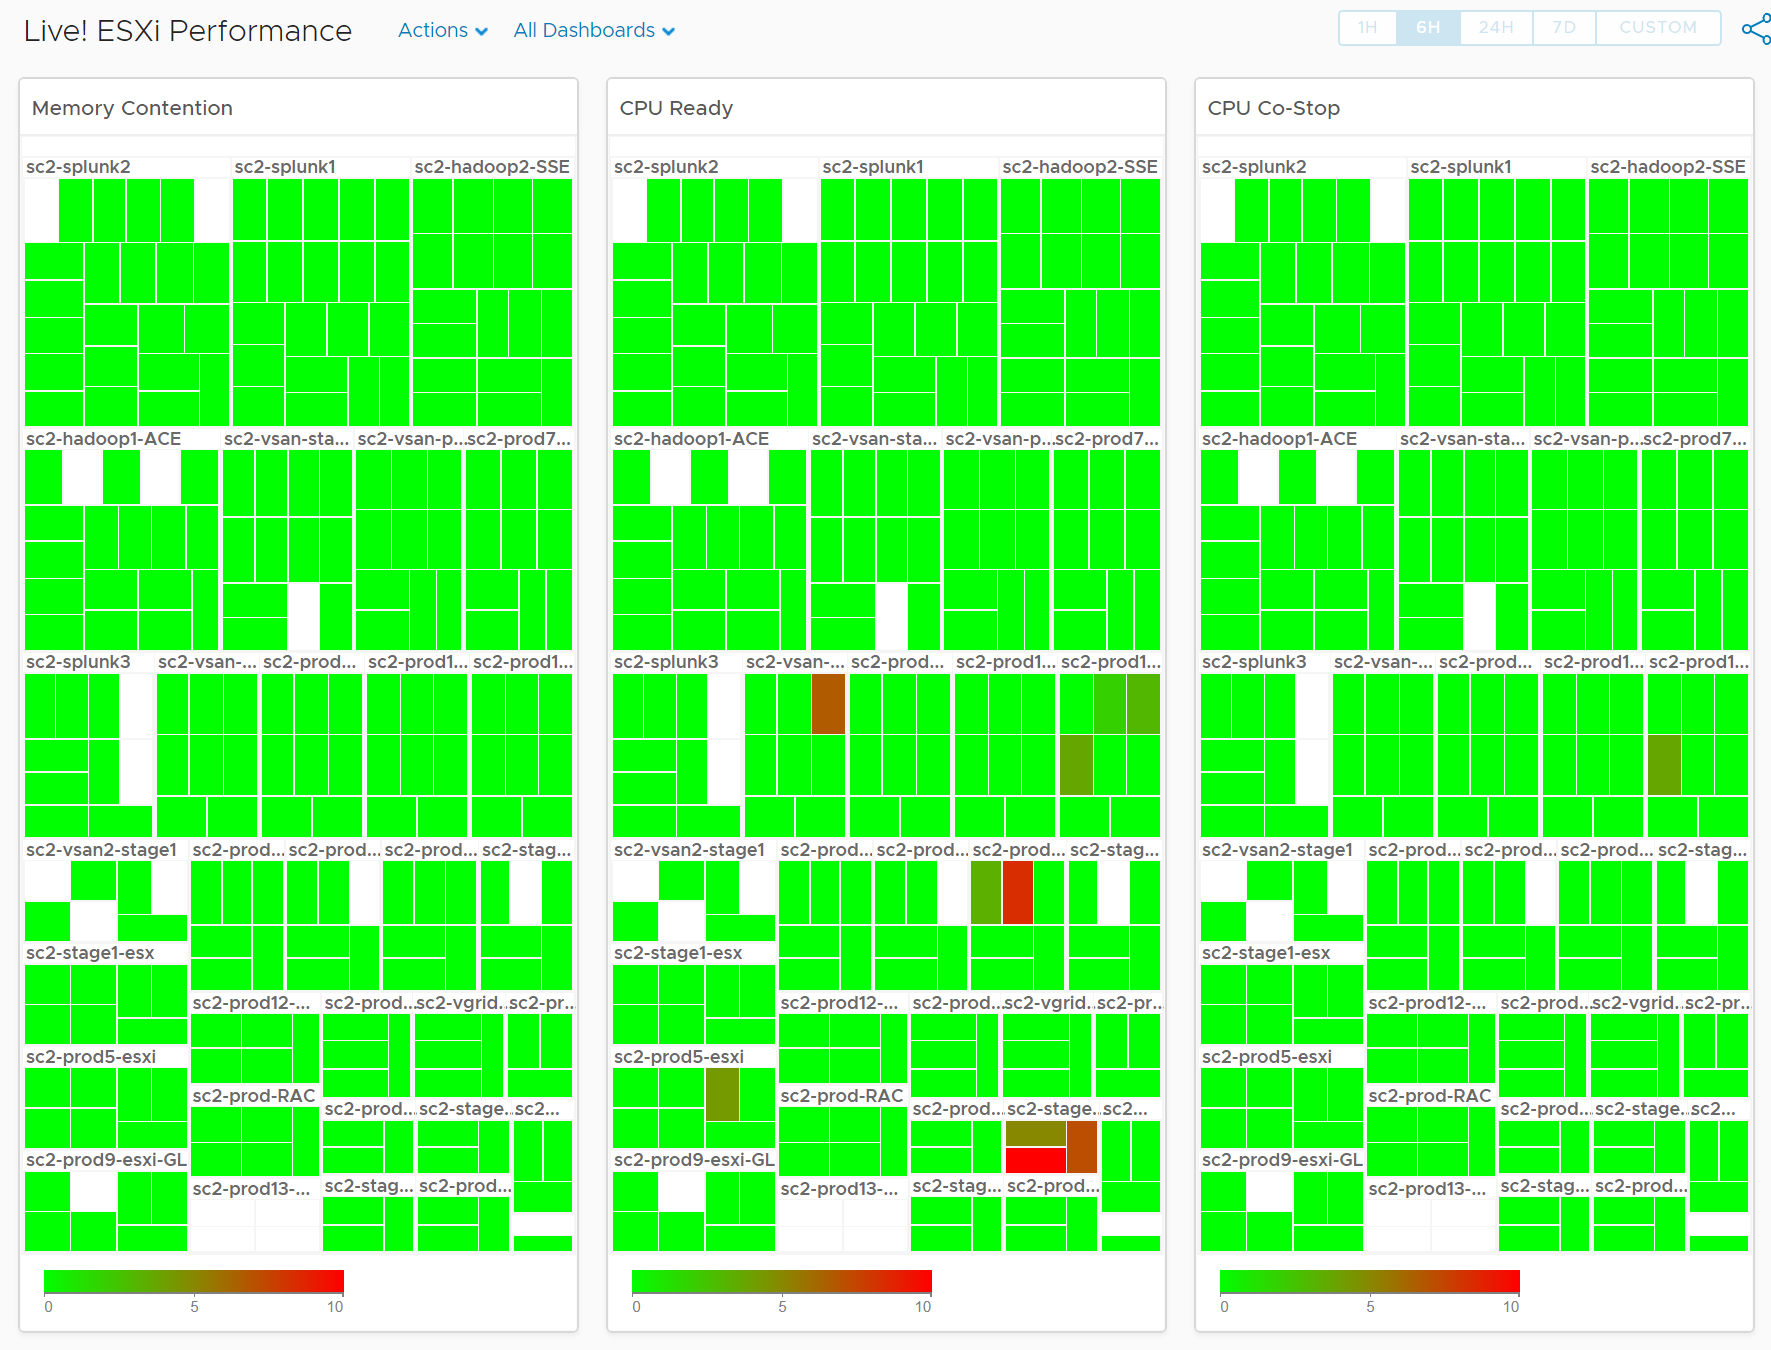 Live! ESXi Performance
Actions
All Dashboards
1H
6H
24H
7D
CUSTOM
Memory Contention
sc2-splunk2
sc2-splunk1
sc2-hadoop2-SSE
sc2-hadoop1-ACE
sc2-vsan-sta...
sc2-vsan-p...
sc2-prod7...
sc2-splunk3
sc2-vsan-...
sc2-prod...
sc2-prod1...
sc2-prod1...
sc2-vsan2-stage1
sc2-prod...
sc2-prod...
sc2-prod...
sc2-stag...
sc2-stage1-esx
sc2-prod12-...
sc2-prod...
sc2-vgrid...
sc2-pr...
sc2-prod5-esxi
sc2-prod-RAC
sc2-prod...
sc2-stage...
sc2...
sc2-prod9-esxi-GL
sc2-prod13-...
sc2-stag...
sc2-prod...
0
5
10
CPU Ready
sc2-splunk2
sc2-splunk1
sc2-hadoop2-SSE
sc2-hadoop1-ACE
sc2-vsan-sta...
sc2-vsan-p...
sc2-prod7...
sc2-splunk3
sc2-vsan-...
sc2-prod...
sc2-prod1...
sc2-prod1...
sc2-vsan2-stage1
sc2-prod...
sc2-prod...
sc2-prod...
sc2-stag...
sc2-stage1-esx
sc2-prod12-...
sc2-prod...
sc2-vgrid...
sc2-pr...
sc2-prod5-esxi
sc2-prod-RAC
sc2-prod...
sc2-stage...
sc2...
sc2-prod9-esxi-GL
sc2-prod13-...
sc2-stag...
sc2-prod...
0
5
10
CPU Co-Stop
sc2-splunk2
sc2-splunk1
sc2-hadoop2-SSE
sc2-hadoop1-ACE
sc2-vsan-sta...
sc2-vsan-p...
sc2-prod7...
sc2-splunk3
sc2-vsan-...
sc2-prod...
sc2-prod1...
sc2-prod1...
sc2-vsan2-stage1
sc2-prod...
sc2-prod...
sc2-prod...
sc2-stag...
sc2-stage1-esx
sc2-prod12-...
sc2-prod...
sc2-vgrid...
sc2-pr...
sc2-prod5-esxi
sc2-prod-RAC
sc2-prod...
sc2-stage...
sc2...
sc2-prod9-esxi-GL
sc2-prod13-...
sc2-stag...
sc2-prod...
0
5
10